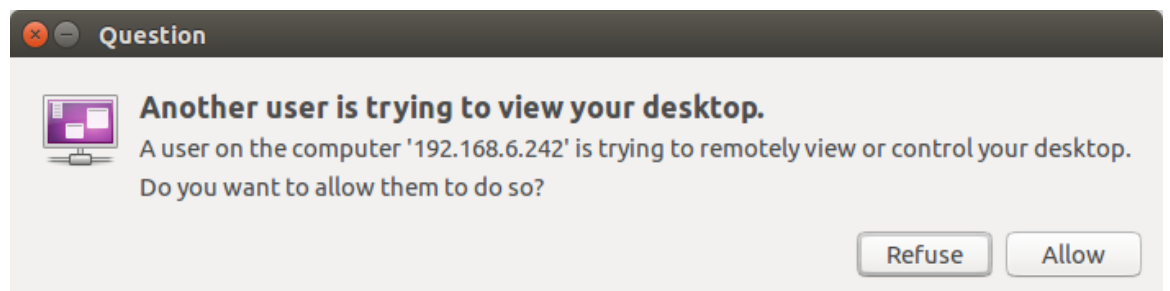 Question
Another user is trying to view your desktop.
A user on the computer '192.168.6.242' is trying to remotely view or control your desktop.
Do you want to allow them to do so?
Refuse Allow